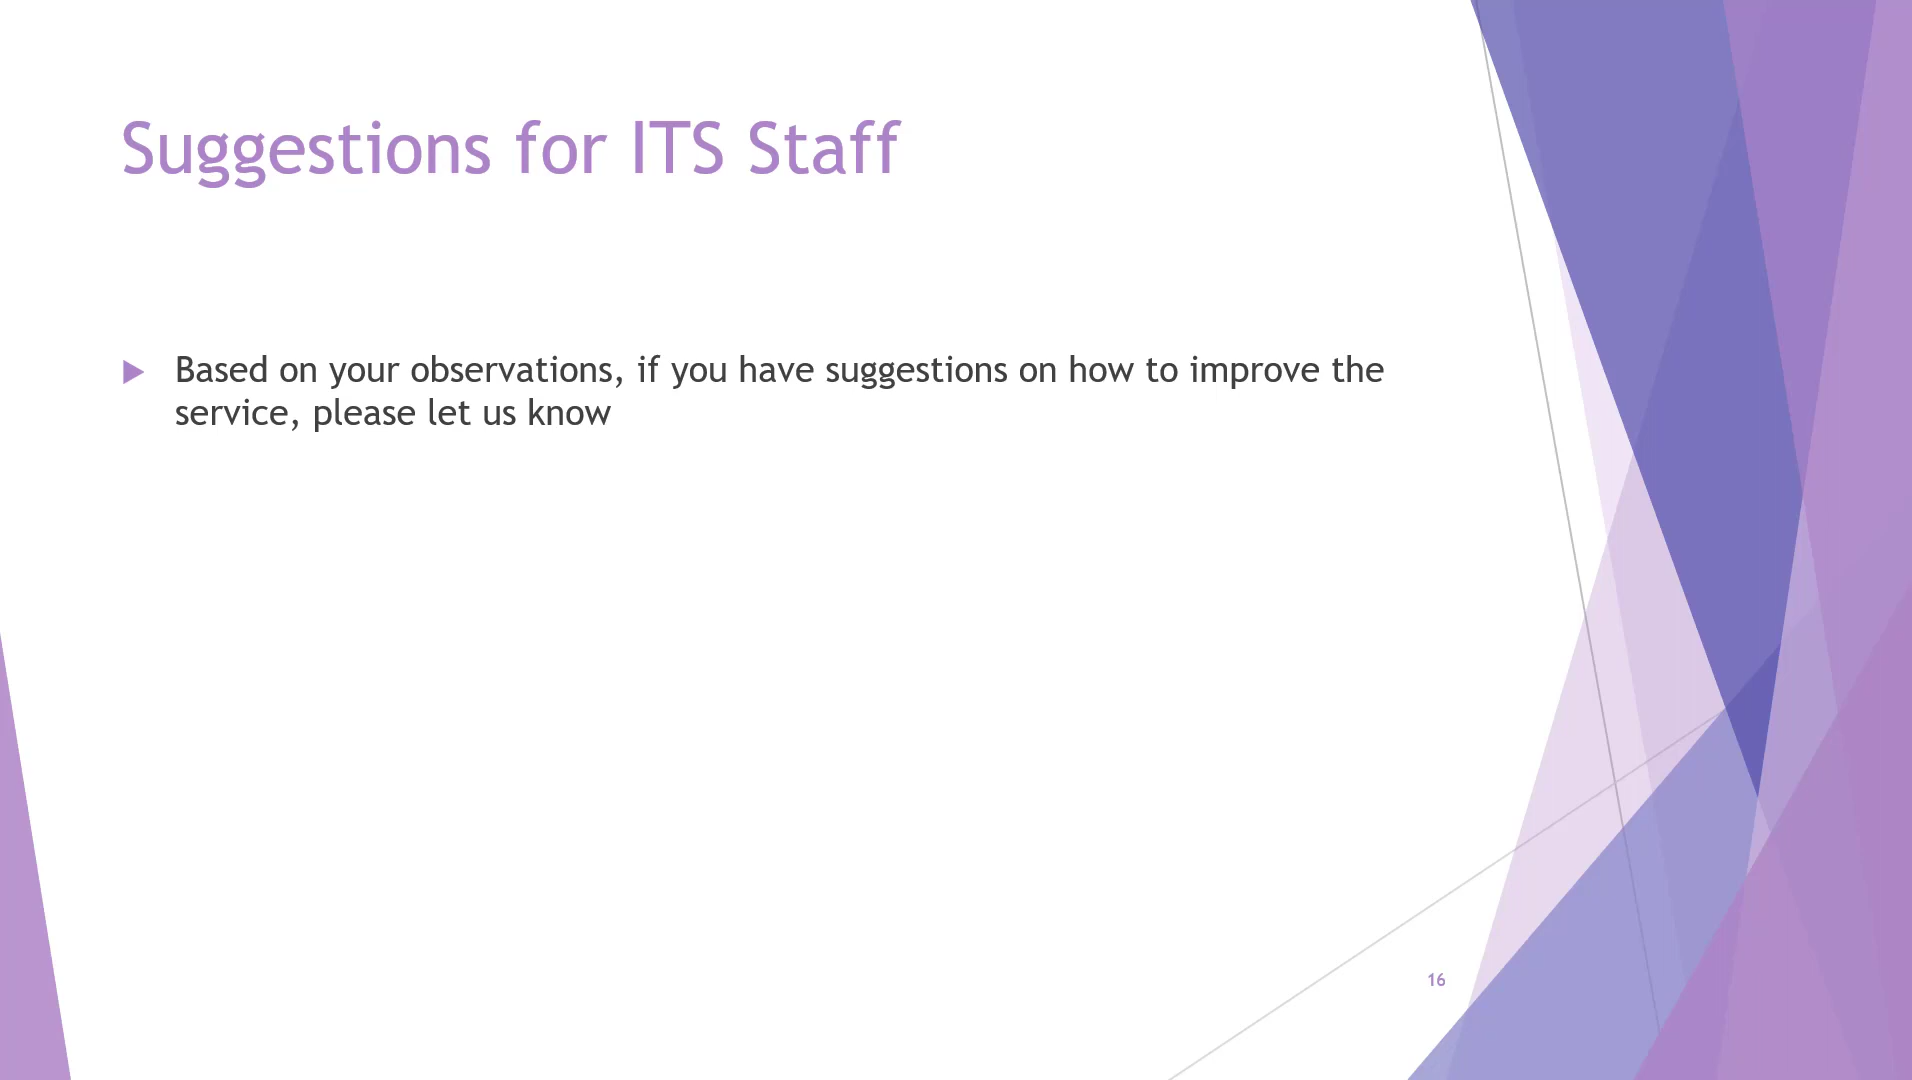 Suggestions for ITS Staff
Based on your observations, if you have suggestions on how to improve the
service, please let us know
16